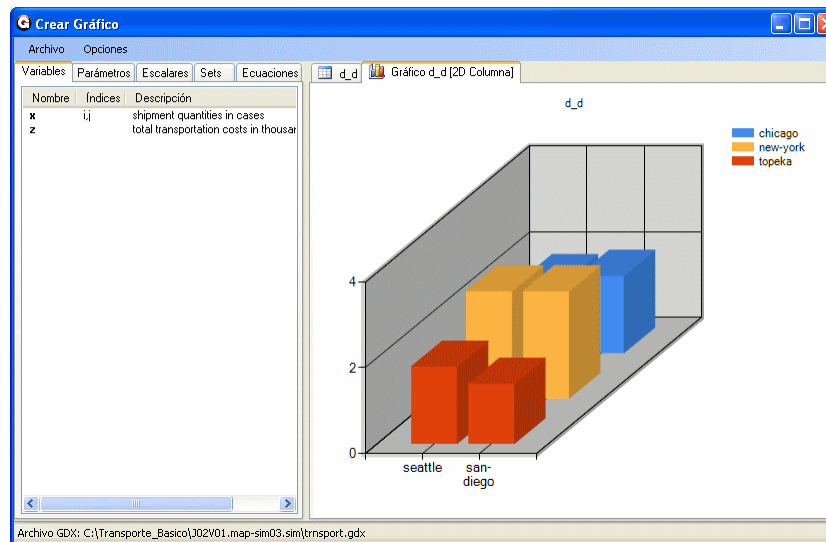 Crear Gráfico
Archivo Opciones
Variables Parámetros Escalares Sets Ecuaciones
Nombre Índices Descripción
x i,j shipment quantities in cases
z total transportation costs in thousan
d_d Gráfico d_d [2D Columna]
d_d
chicago
new-york
topeka
4
2
0
seattle
san-
diego
Archivo GDX: C:\Transporte_Basico\J02V01.map-sim03.sim\trnsport.gdx